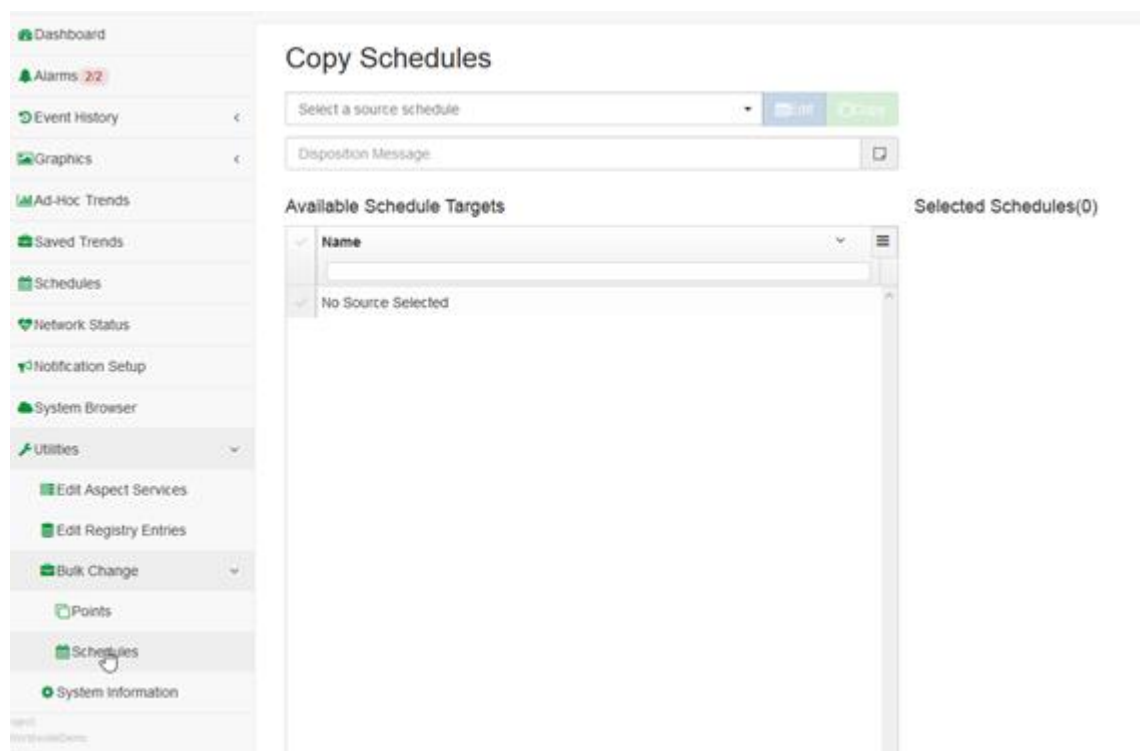 Dashboard
Alarms 2/2
Event History
Graphics
Ad-Hoc Trends
Saved Trends
Schedules
Network Status
Notification Setup
System Browser
Utilities
Edit Aspect Services
Edit Registry Entries
Bulk Change
Points
Schedules
System Information
Copy Schedules
Select a source schedule
Edit
Copy
Disposition Message
Available Schedule Targets
Name
No Source Selected
Selected Schedules(0)